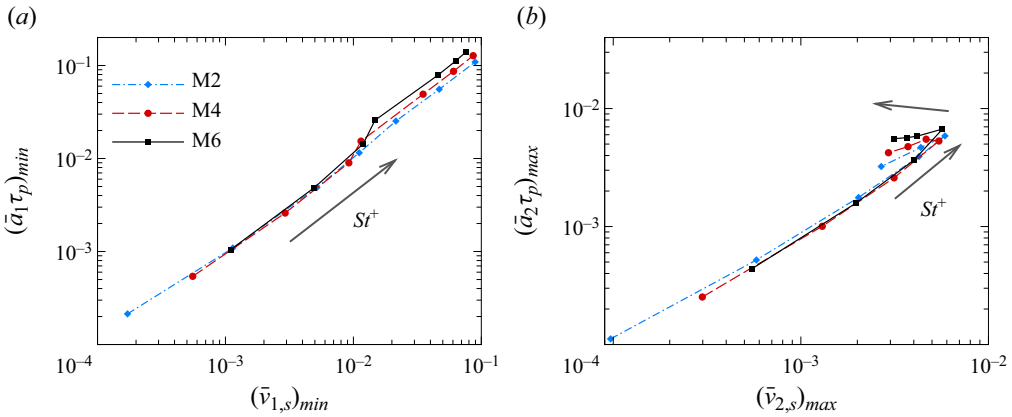 (a)
(b)
10⁻¹
10⁻²
10⁻³
10⁻⁴
10⁻³
10⁻²
10⁻¹
(ā₁τₚ)ₘᵢₙ
(v̄₁,ₛ)ₘᵢₙ
M2
M4
M6
St⁺
10⁻²
10⁻³
10⁻⁴
10⁻³
10⁻²
(ā₂τₚ)ₘₐₓ
(v̄₂,ₛ)ₘₐₓ
St⁺